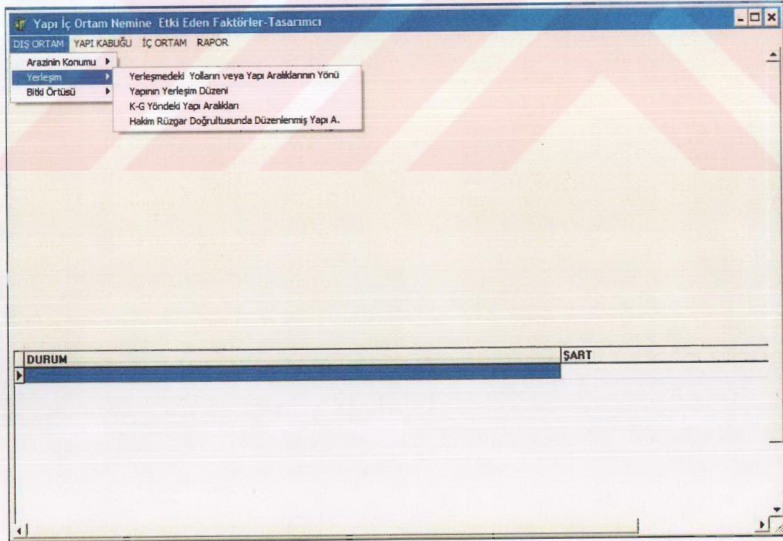 Yapı İç Ortam Nemine Etki Eden Faktörler-Tasarımcı
DIŞ ORTAM YAPI KABUĞU İÇ ORTAM RAPOR
Arazinin Konumu
Yerleşim
Bitki Örtüsü
Yerleşmedeki Yolların veya Yapı Aralıklarının Yönü
Yapının Yerleşim Düzeni
K-G Yöndeki Yapı Aralıkları
Hakim Rüzgar Doğrultusunda Düzenlenmiş Yapı A.
DURUM ŞART